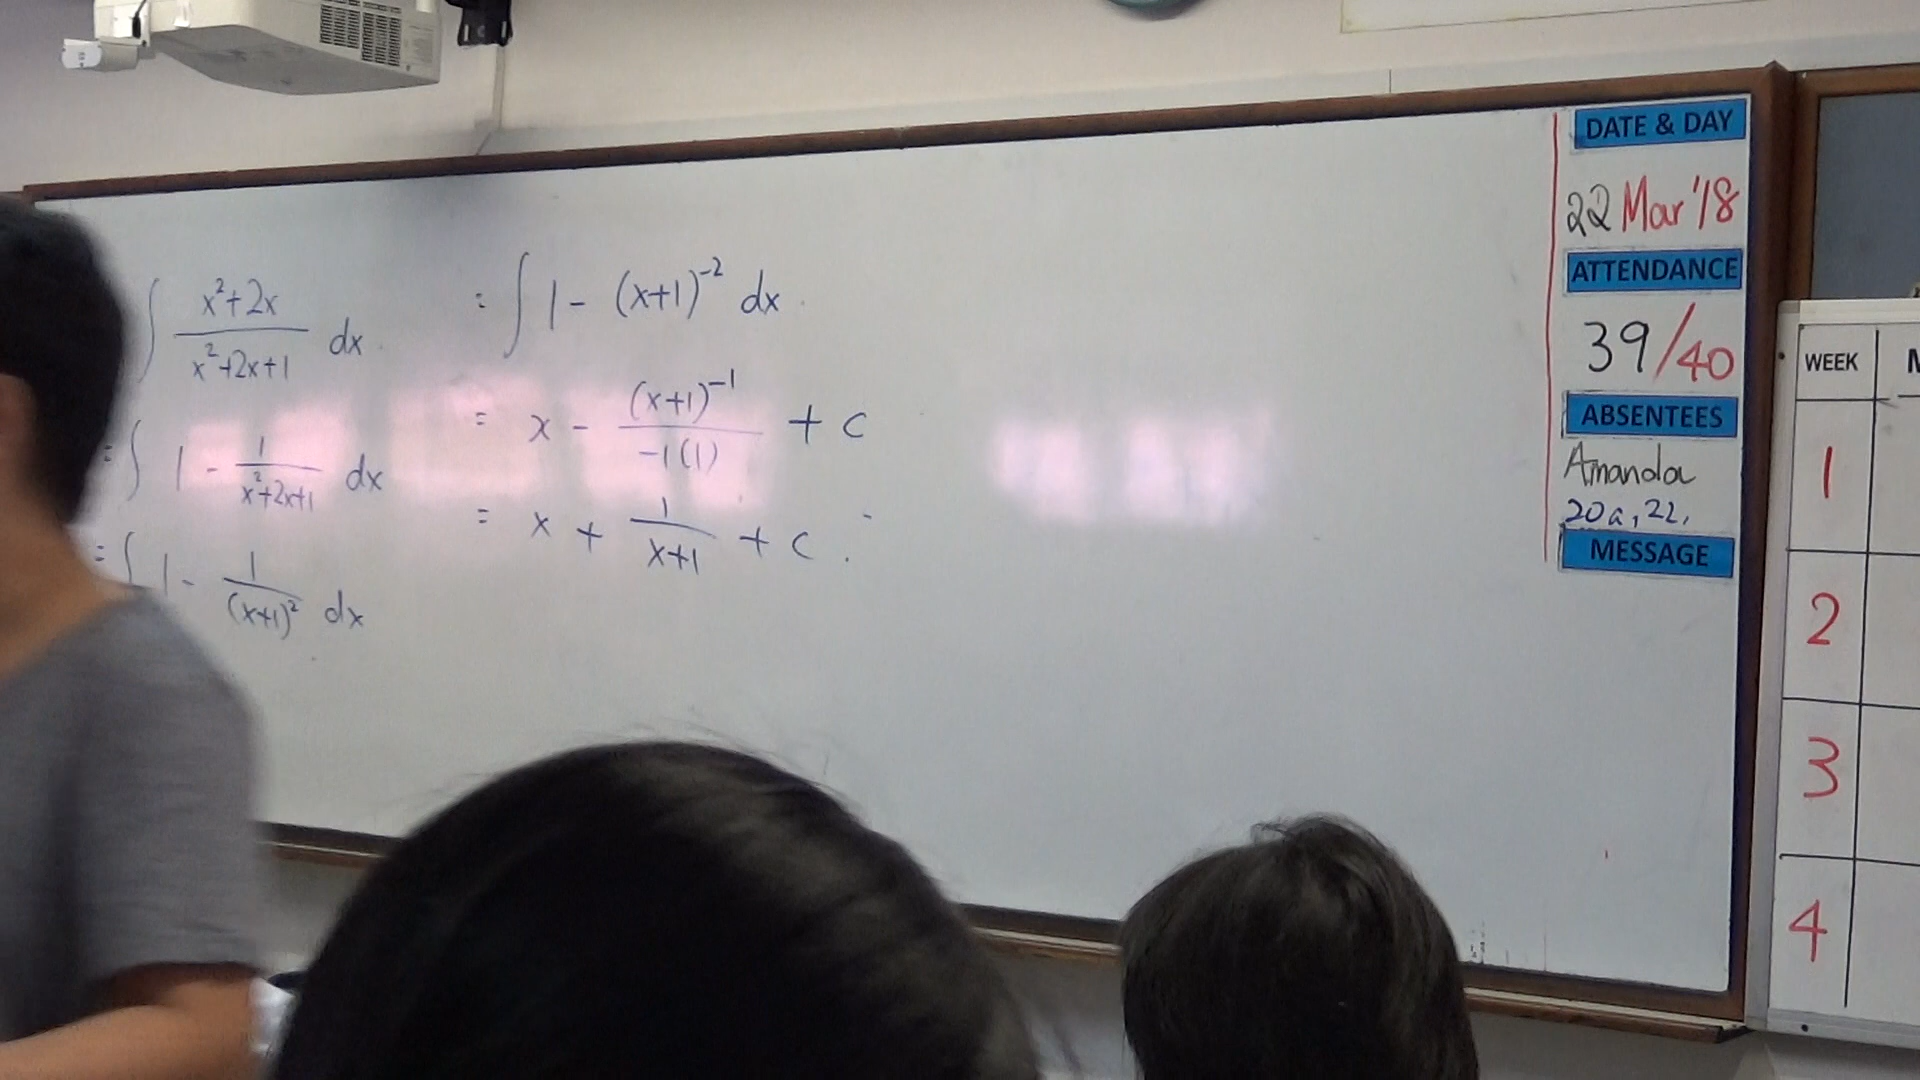 ∫ x²+2x / x²+2x+1 dx
= ∫ 1 - 1 / x²+2x+1 dx
= ∫ 1 - 1 / (x+1)² dx
= ∫ 1 - (x+1)⁻² dx
= x - (x+1)⁻¹ / -1(1) + c
= x + 1 / x+1 + c.
DATE & DAY
22 Mar '18
ATTENDANCE
39/40
ABSENTEES
Amanda
20a, 22,
MESSAGE
WEEK
1
2
3
4